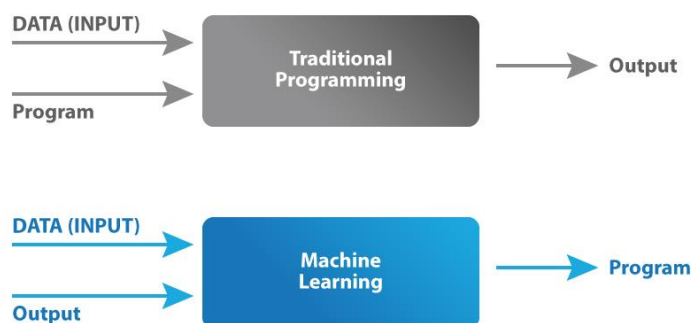 DATA (INPUT)
Traditional
Programming
Output
Program
DATA (INPUT)
Machine
Learning
Program
Output